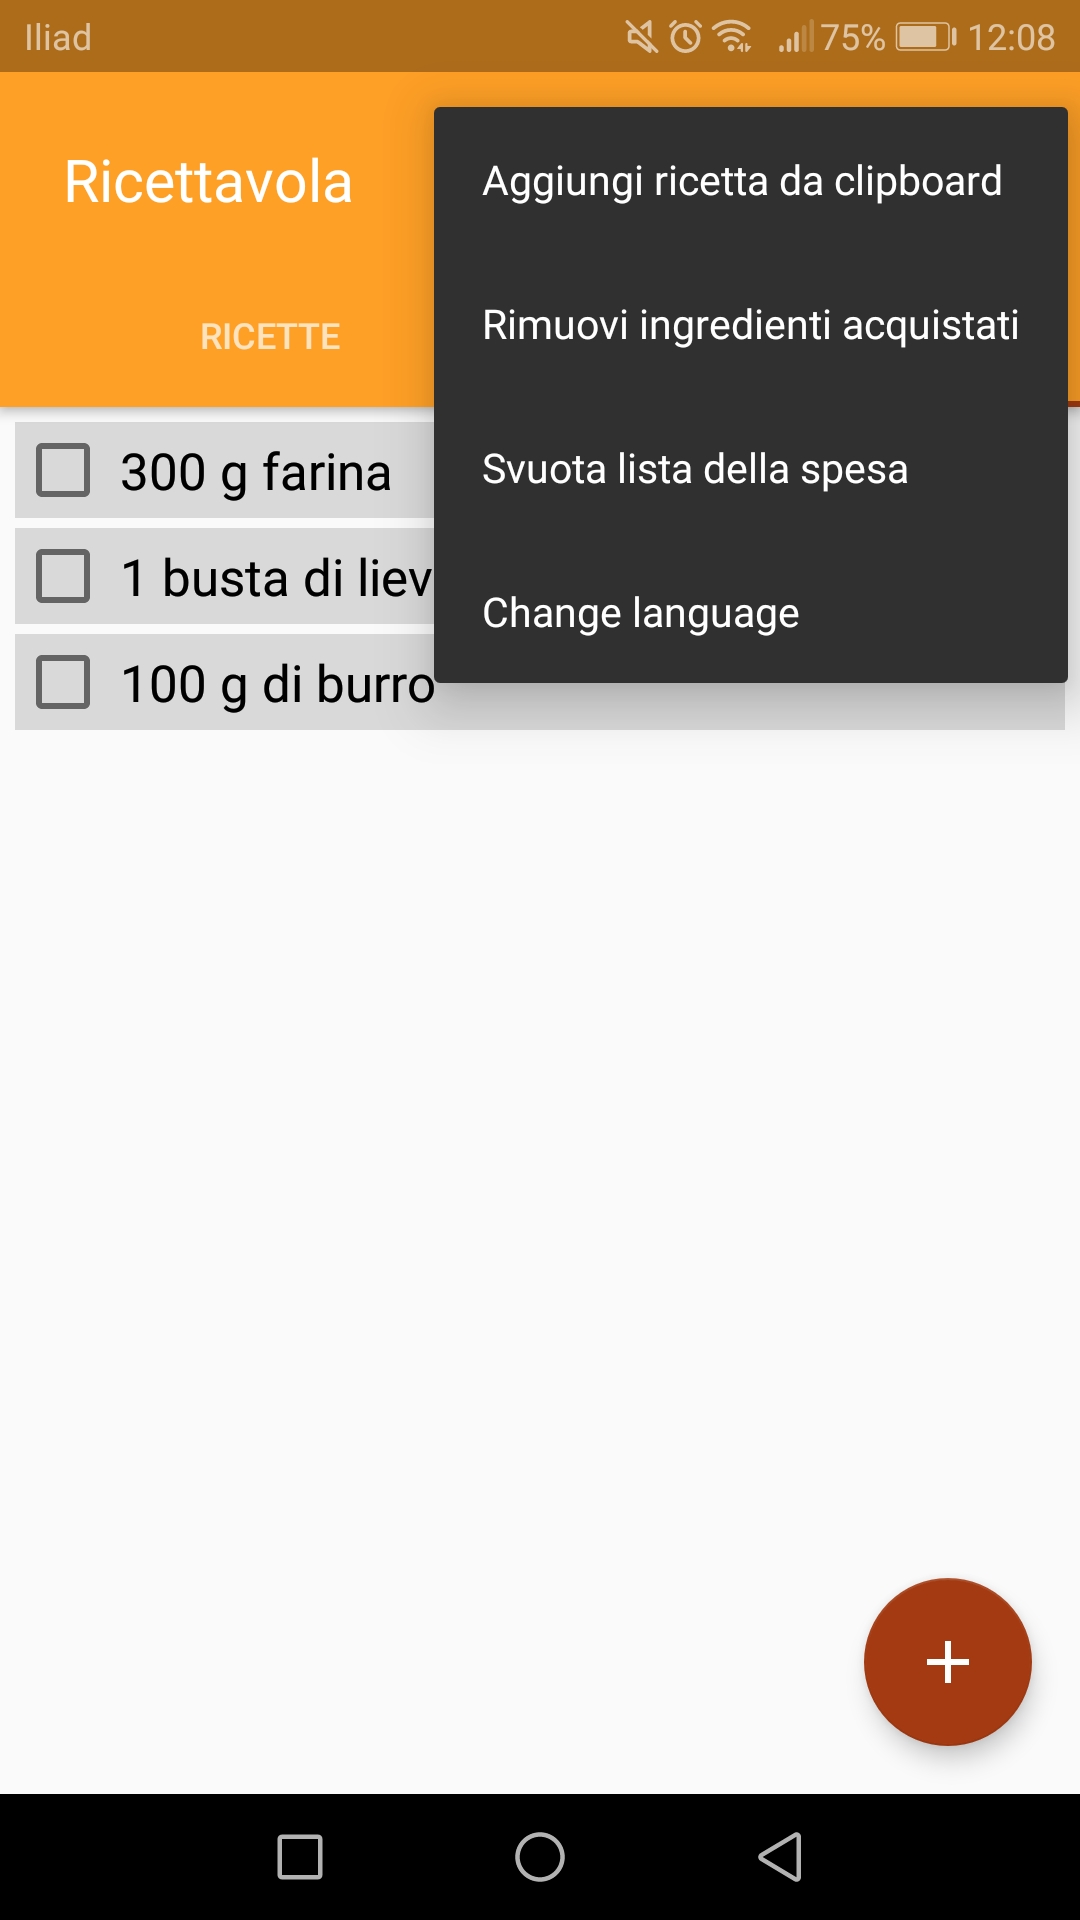 Iliad 75% 12:08
Ricettavola
Aggiungi ricetta da clipboard
Rimuovi ingredienti acquistati
Svuota lista della spesa
Change language
RICETTE
300 g farina
1 busta di liev
100 g di burro